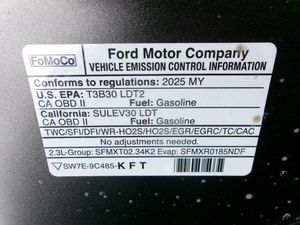 FoMoCo
Ford Motor Company
VEHICLE EMISSION CONTROL INFORMATION
Conforms to regulations: 2025 MY
U.S. EPA: T3B30 LDT2
CA OBD II Fuel: Gasoline
California: SULEV30 LDT
CA OBD II Fuel: Gasoline
TWC/SFI/DFI/WR-HO2S/HO2S/EGR/EGRC/TC/CAC
No adjustments needed.
2.3L-Group: SFMXT02.34K2 Evap: SFMXR0185NDF
SW7E-9C485-KFT